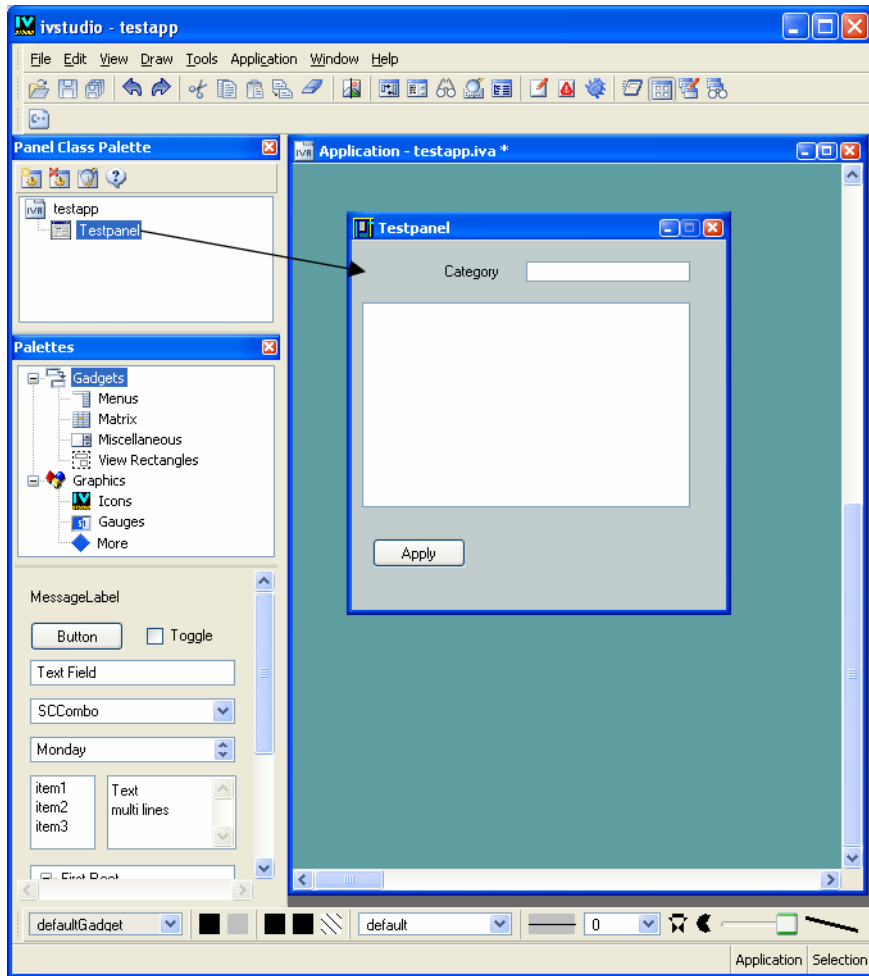 ivstudio - testapp
File Edit View Draw Tools Application Window Help
Panel Class Palette
testapp
Testpanel
Application - testapp.iva *
Testpanel
Category
Apply
Palettes
Gadgets
Menus
Matrix
Miscellaneous
View Rectangles
Graphics
Icons
Gauges
More
MessageLabel
Button Toggle
Text Field
SCCombo
Monday
item1
item2
item3
Text
multi lines
First Root
defaultGadget default 0
Application Selection